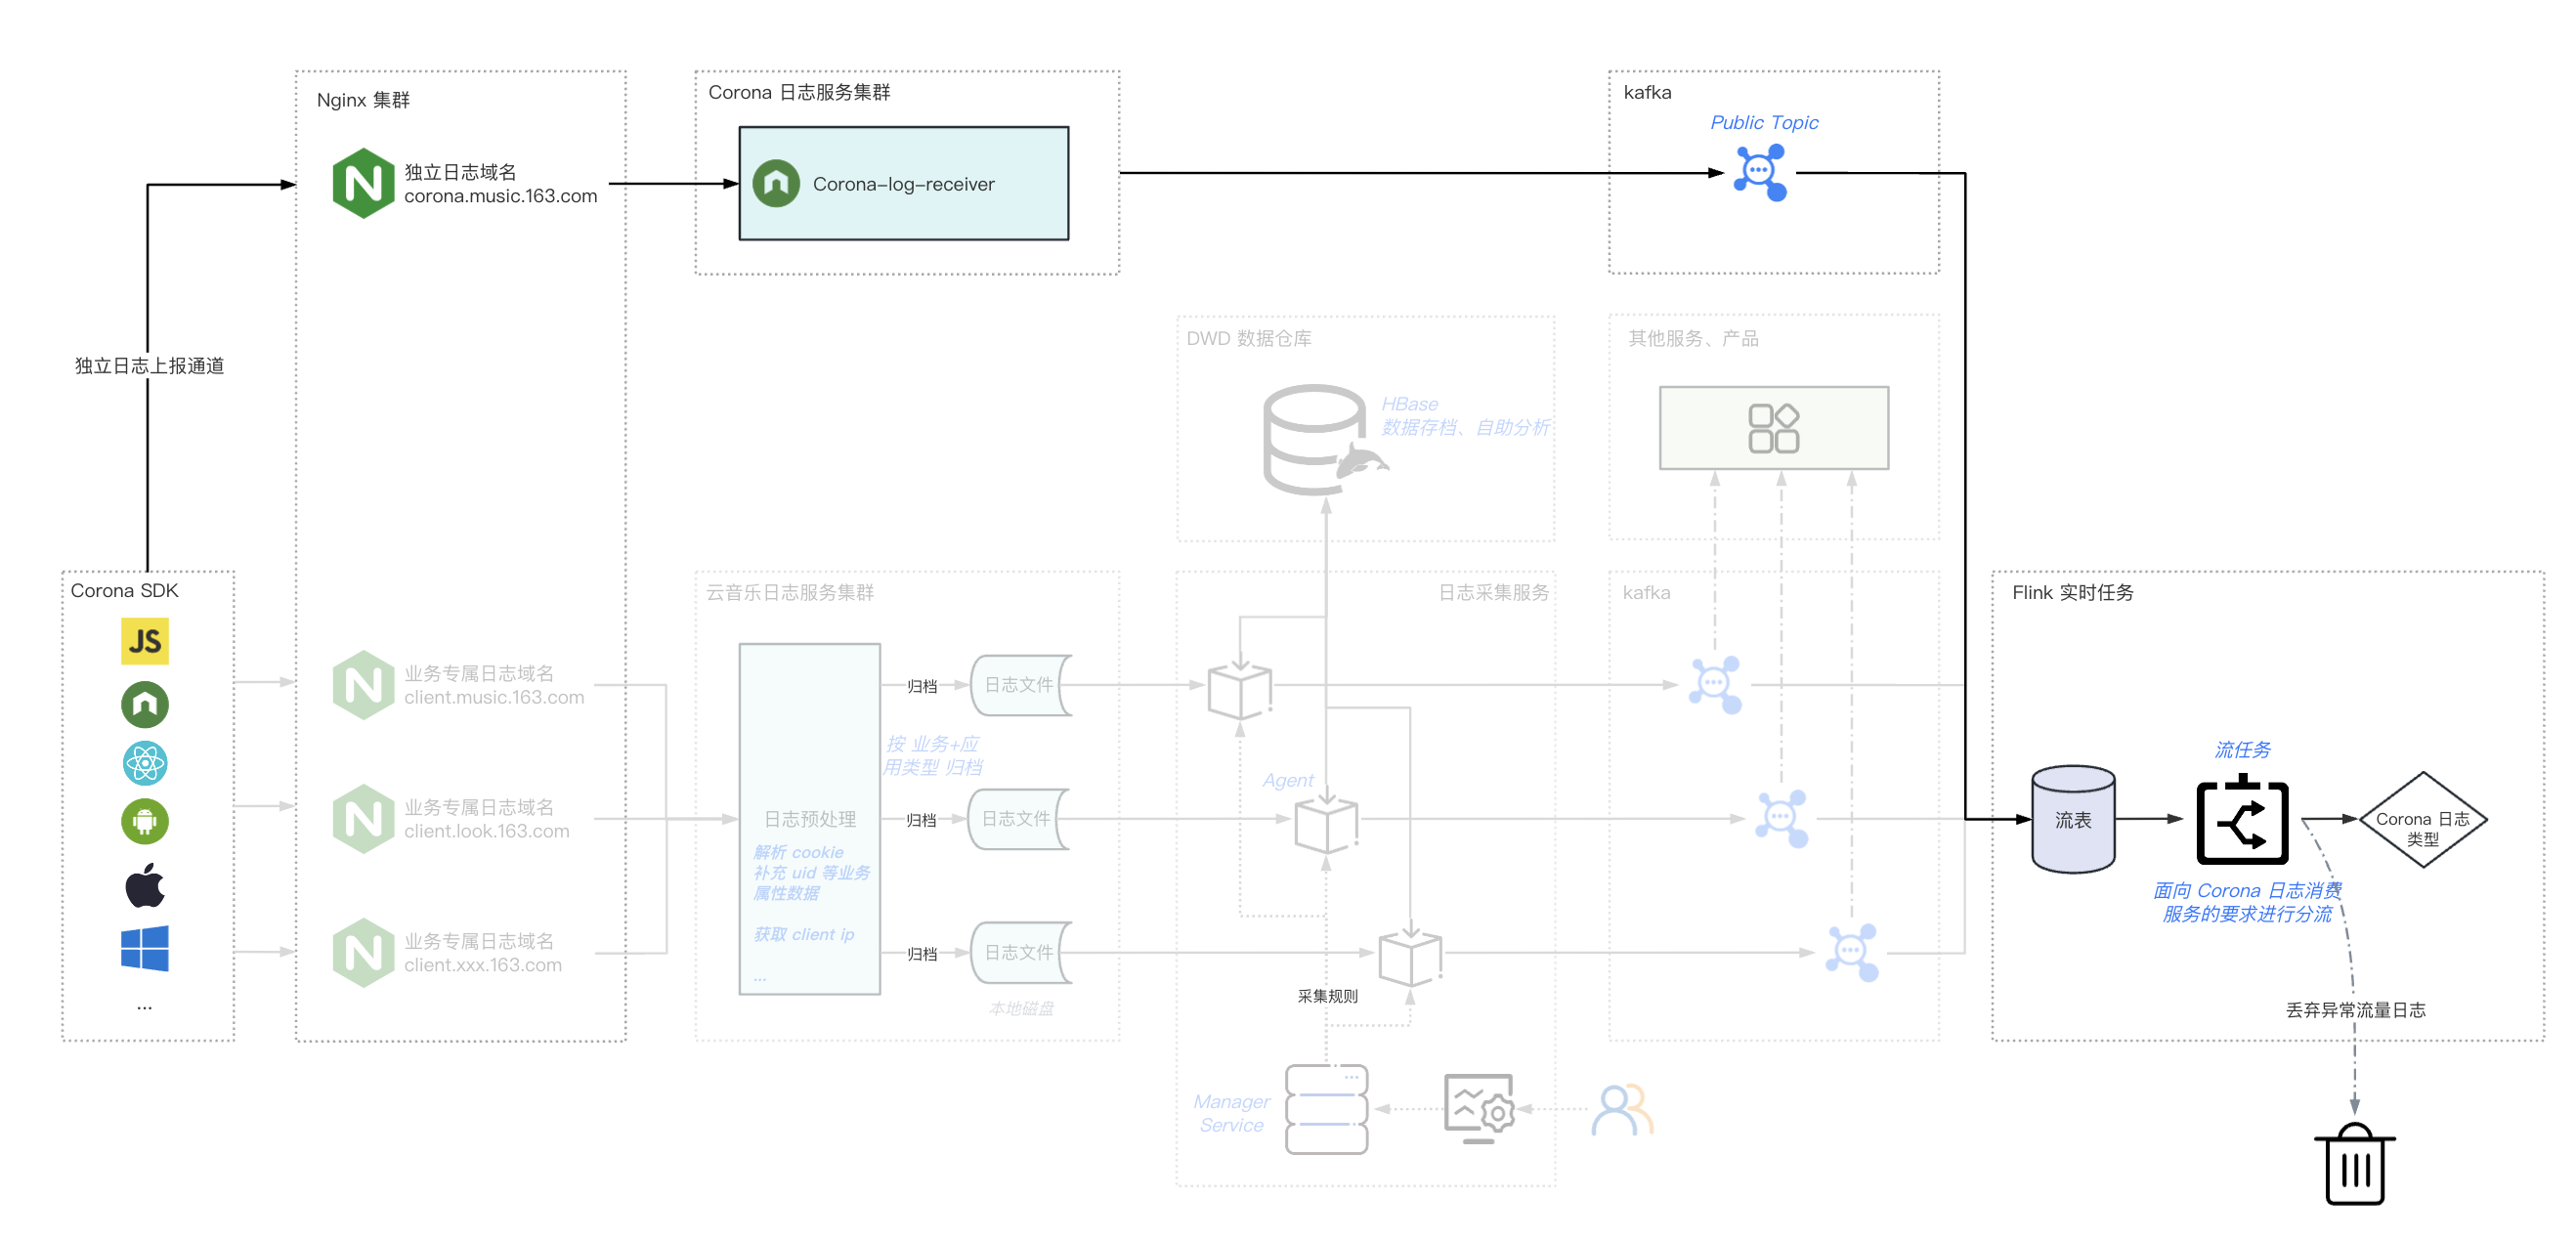 Nginx 集群
独立日志域名
corona.music.163.com
Corona 日志服务集群
Corona-log-receiver
kafka
Public Topic
独立日志上报通道
DWD 数据仓库
HBase
数据存档、自助分析
其他服务、产品
Corona SDK
JS
...
业务专属日志域名
client.music.163.com
业务专属日志域名
client.look.163.com
业务专属日志域名
client.xxx.163.com
云音乐日志服务集群
日志预处理
解析 cookie
补充 uid 等业务
属性数据
获取 client ip
...
归档
日志文件
按 业务+应
用类型 归档
归档
日志文件
归档
日志文件
本地磁盘
日志采集服务
Agent
采集规则
Manager
Service
kafka
Flink 实时任务
流表
流任务
面向 Corona 日志消费
服务的要求进行分流
Corona 日志
类型
丢弃异常流量日志